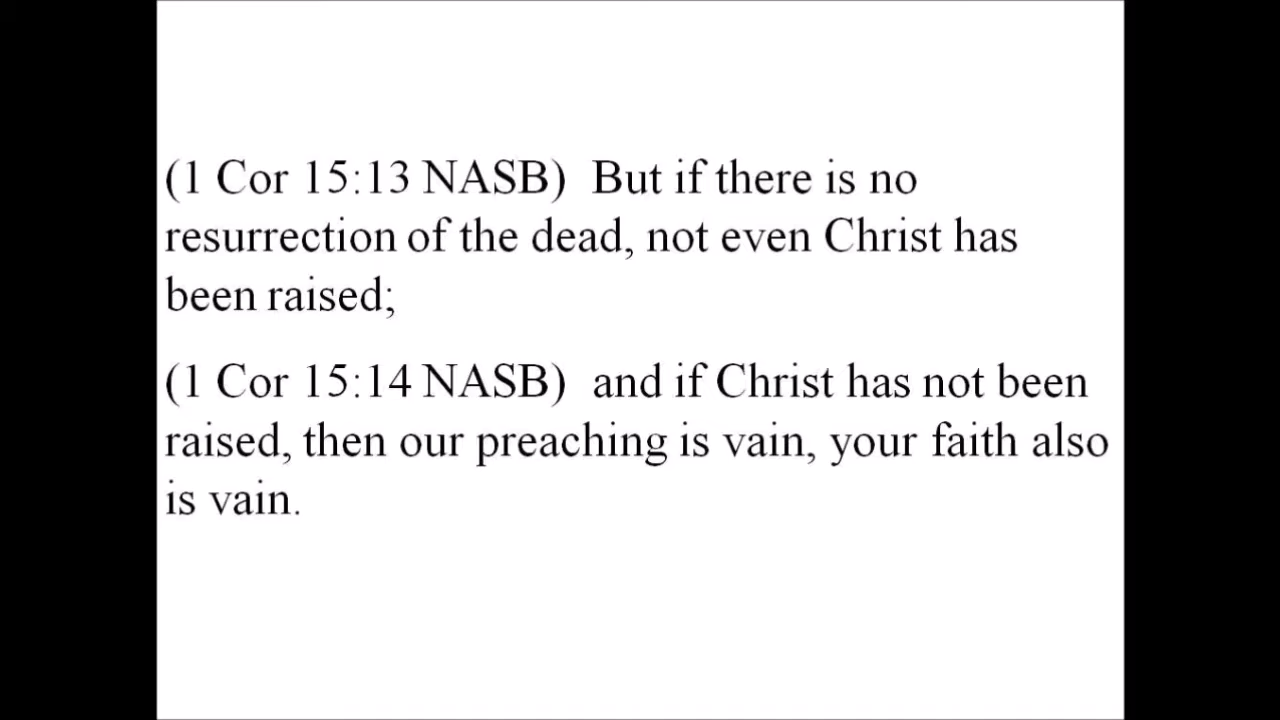 (1 Cor 15:13 NASB)  But if there is no
resurrection of the dead, not even Christ has
been raised;
(1 Cor 15:14 NASB)  and if Christ has not been
raised, then our preaching is vain, your faith also
is vain.